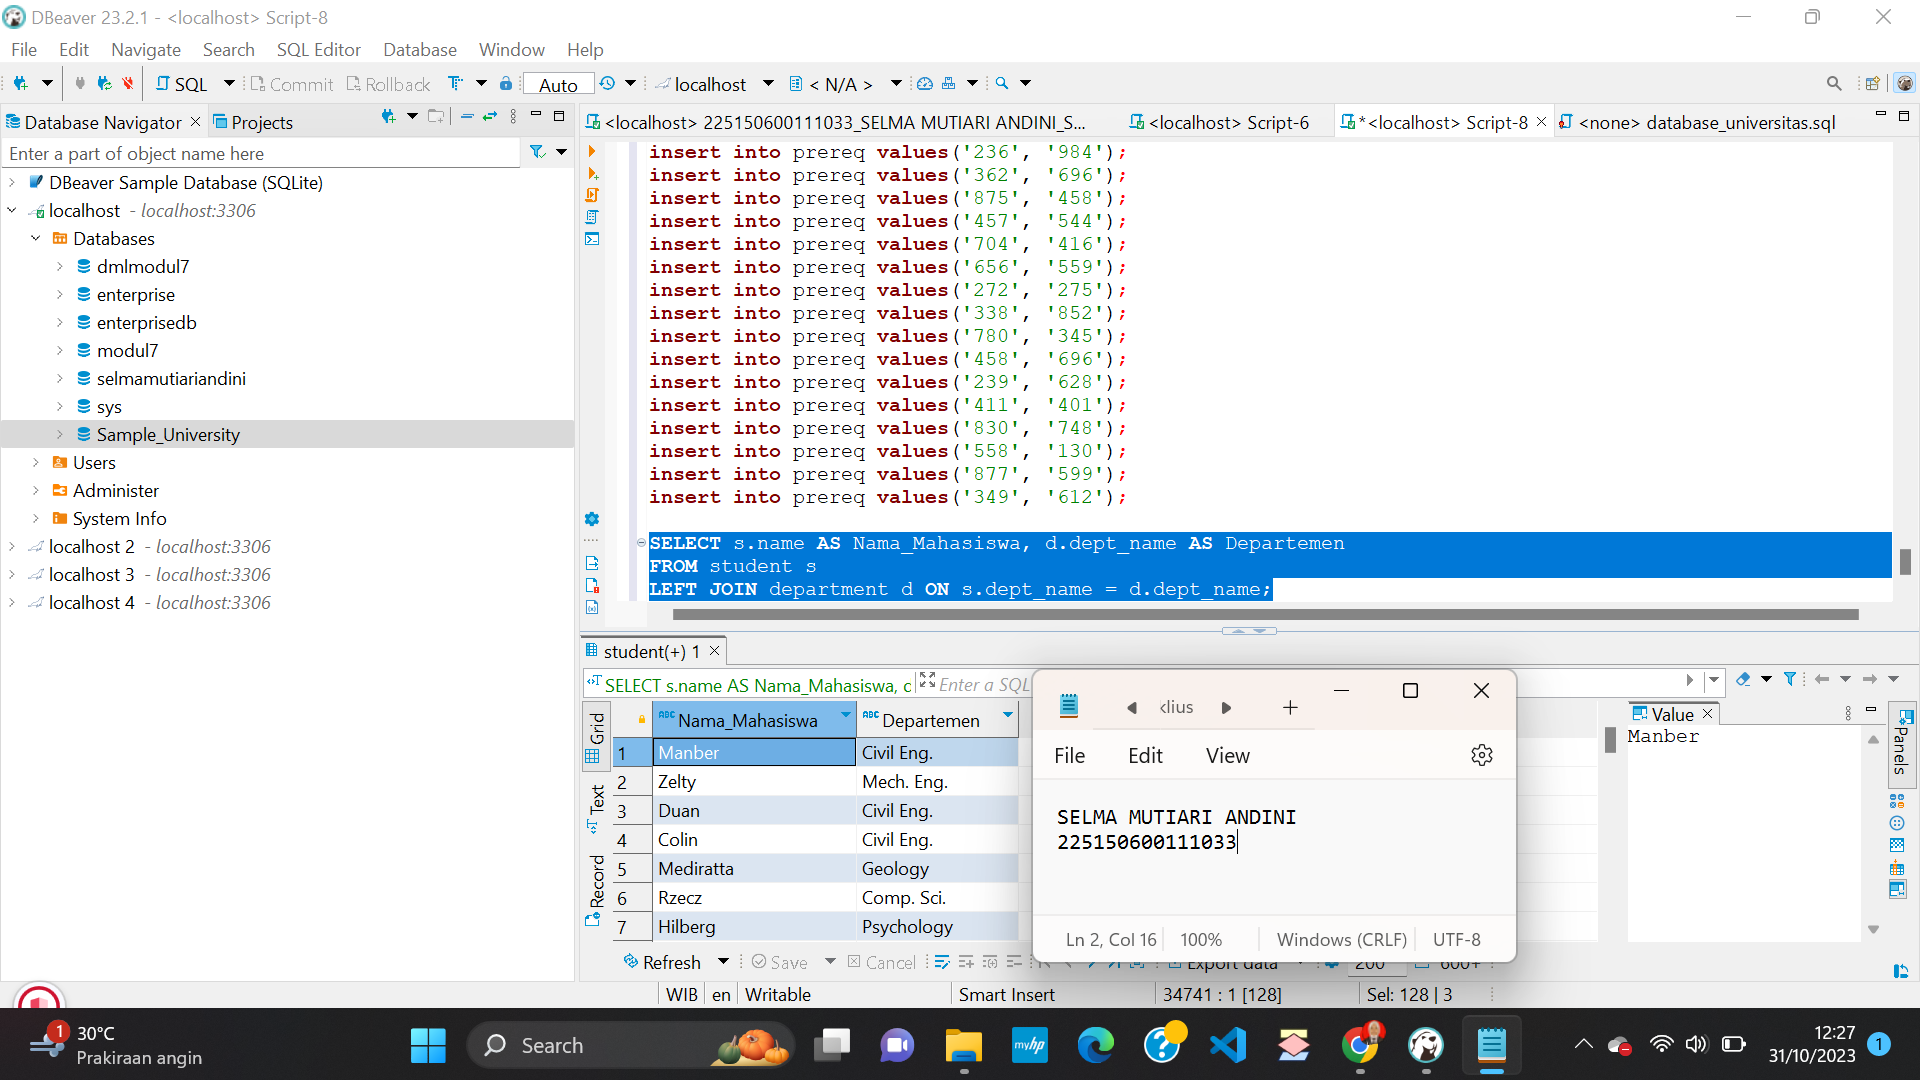 DBeaver 23.2.1 - <localhost> Script-8
File Edit Navigate Search SQL Editor Database Window Help
SQL Commit Rollback Auto localhost < N/A >
Database Navigator Projects
Enter a part of object name here
DBeaver Sample Database (SQLite)
localhost - localhost:3306
Databases
dmlmodul7
enterprise
enterprisedb
modul7
selmamutiariandini
sys
Sample_University
Users
Administer
System Info
localhost 2 - localhost:3306
localhost 3 - localhost:3306
localhost 4 - localhost:3306
<localhost> 225150600111033_SELMA MUTIARI ANDINI_S... <localhost> Script-6 *<localhost> Script-8 <none> database_universitas.sql
insert into prereq values('236', '984');
insert into prereq values('362', '696');
insert into prereq values('875', '458');
insert into prereq values('457', '544');
insert into prereq values('704', '416');
insert into prereq values('656', '559');
insert into prereq values('272', '275');
insert into prereq values('338', '852');
insert into prereq values('780', '345');
insert into prereq values('458', '696');
insert into prereq values('239', '628');
insert into prereq values('411', '401');
insert into prereq values('830', '748');
insert into prereq values('558', '130');
insert into prereq values('877', '599');
insert into prereq values('349', '612');
SELECT s.name AS Nama_Mahasiswa, d.dept_name AS Departemen
FROM student s
LEFT JOIN department d ON s.dept_name = d.dept_name;
student(+) 1
SELECT s.name AS Nama_Mahasiswa, d Enter a SQL
Grid
Text
Record
Nama_Mahasiswa Departemen
1 Manber Civil Eng.
2 Zelty Mech. Eng.
3 Duan Civil Eng.
4 Colin Civil Eng.
5 Mediratta Geology
6 Rzecz Comp. Sci.
7 Hilberg Psychology
Value
Manber
Panels
klius
File Edit View
SELMA MUTIARI ANDINI
225150600111033
Ln 2, Col 16 100% Windows (CRLF) UTF-8
Refresh Save Cancel Export data 200 600+
WIB en Writable Smart Insert 34741 : 1 [128] Sel: 128 | 3
1
30°C
Prakiraan angin
Search
myhp
12:27
31/10/2023
1